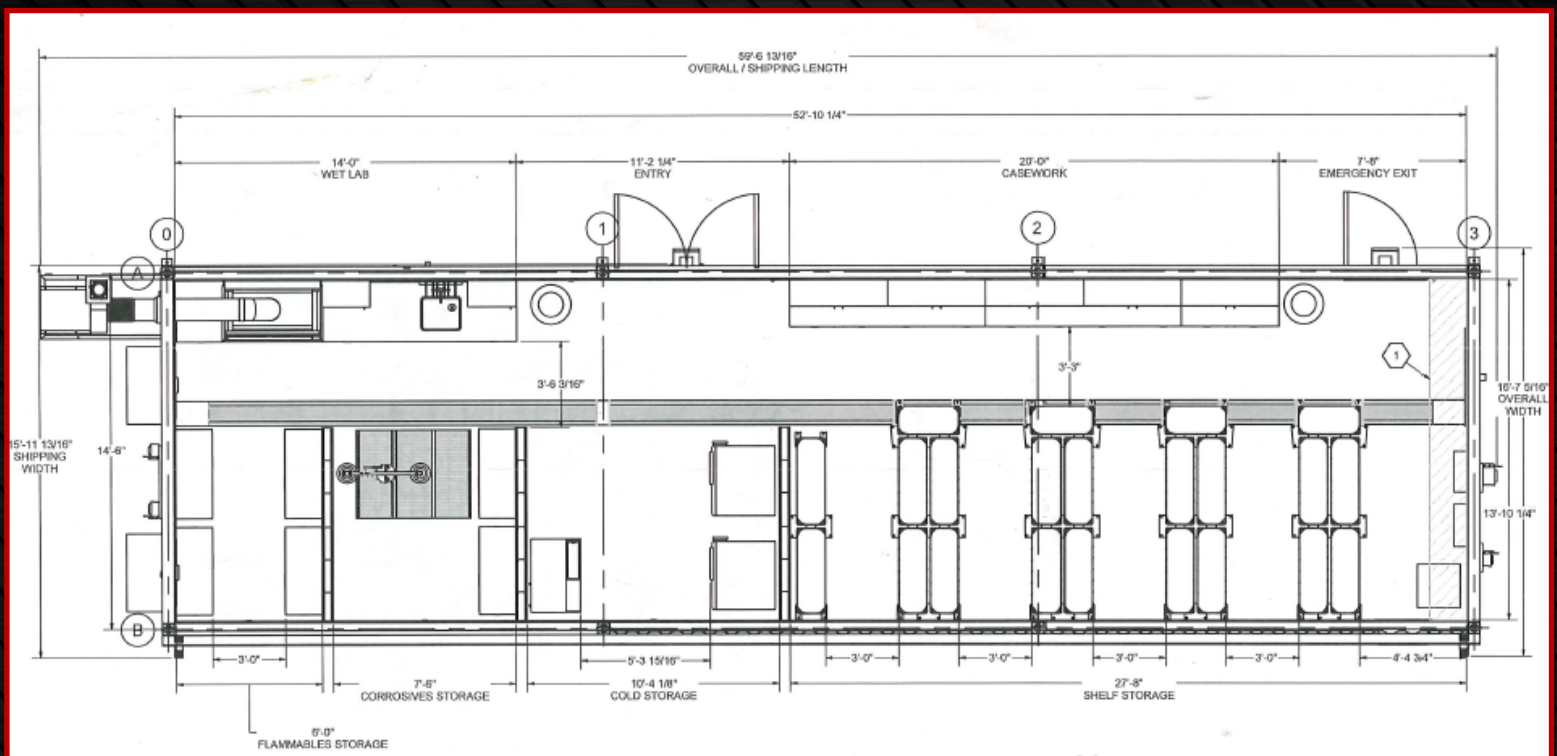 59'-6 13/16"
OVERALL / SHIPPING LENGTH
52'-10 1/4"
14'-0"
WET LAB
11'-2 1/4"
ENTRY
20'-0"
CASEWORK
7'-8"
EMERGENCY EXIT
0
1
2
3
A
1
3'-6 3/16"
3'-3"
16'-7 5/16"
OVERALL
WIDTH
15'-11 13/16"
SHIPPING
WIDTH
14'-6"
13'-10 1/4"
B
3'-0"
5'-3 15/16"
3'-0"
3'-0"
3'-0"
3'-0"
4'-4 3/4"
7'-6"
CORROSIVES STORAGE
10'-4 1/8"
COLD STORAGE
27'-8"
SHELF STORAGE
6'-0"
FLAMMABLES STORAGE